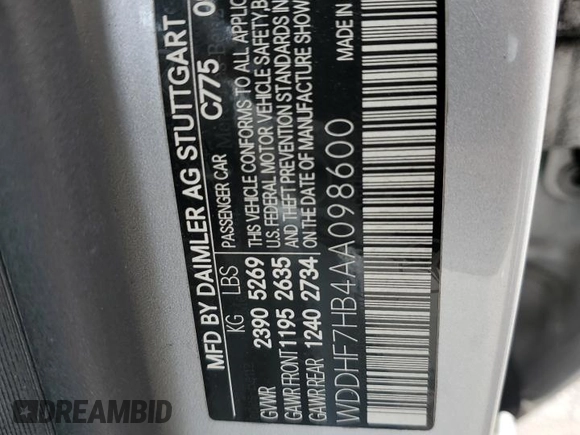 MFD BY DAIMLER AG STUTTGART 0
C775
KG LBS PASSENGER CAR
GVWR 2390 5269
GAWR FRONT 1195 2635
GAWR REAR 1240 2734
THIS VEHICLE CONFORMS TO ALL APPLIC
U.S. FEDERAL MOTOR VEHICLE SAFETY, B
AND THEFT PREVENTION STANDARDS IN
ON THE DATE OF MANUFACTURE SHOW
WDDHF7HB4AA098600 MADE IN
DREAMBID